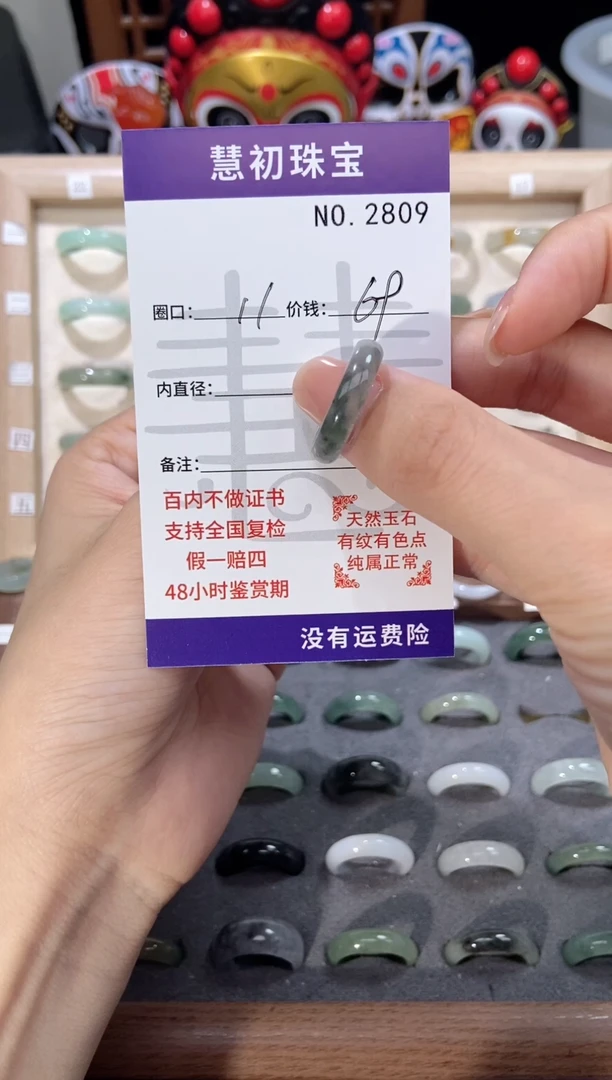 慧初珠宝
NO. 2809
圈口: 11 价钱:
内直径:
备注:
百内不做证书
支持全国复检
假一赔四
48小时鉴赏期
天然玉石
有纹有色点
纯属正常
没有运费险
四
五